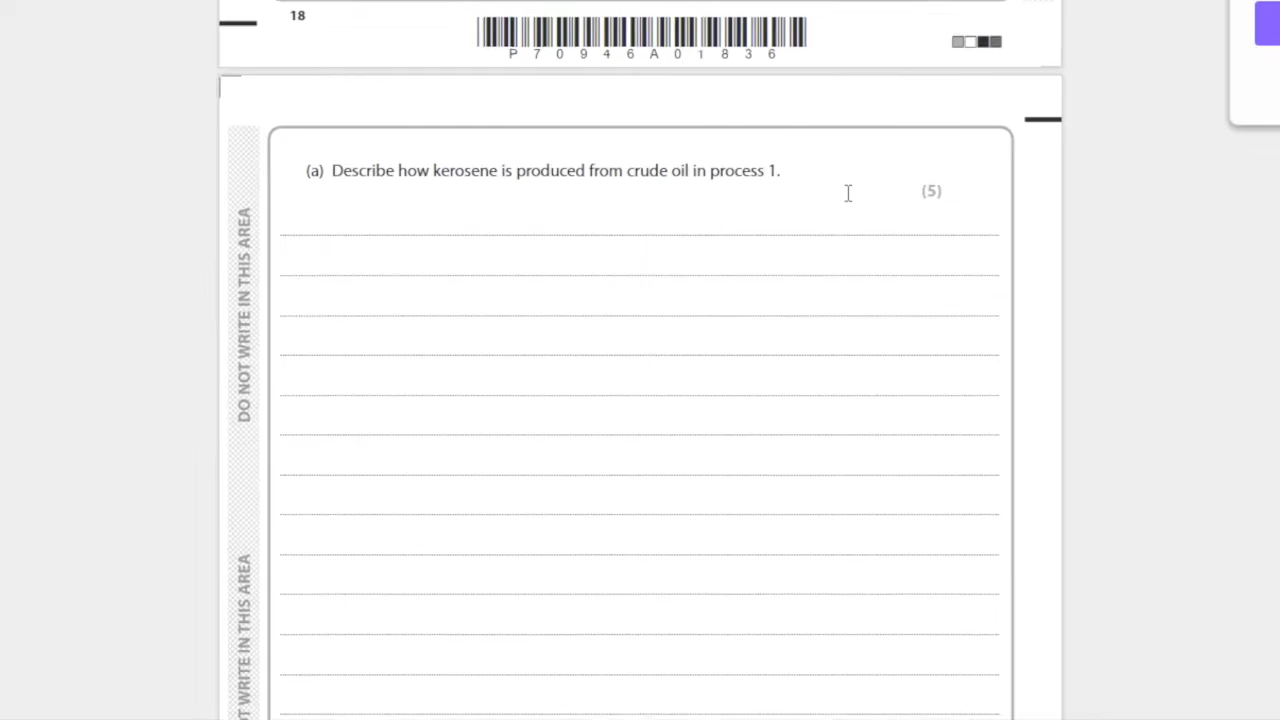 18
P 7 0 9 4 6 A 0 1 8 3 6
(a) Describe how kerosene is produced from crude oil in process 1.
(5)
DO NOT WRITE IN THIS AREA
OT WRITE IN THIS AREA